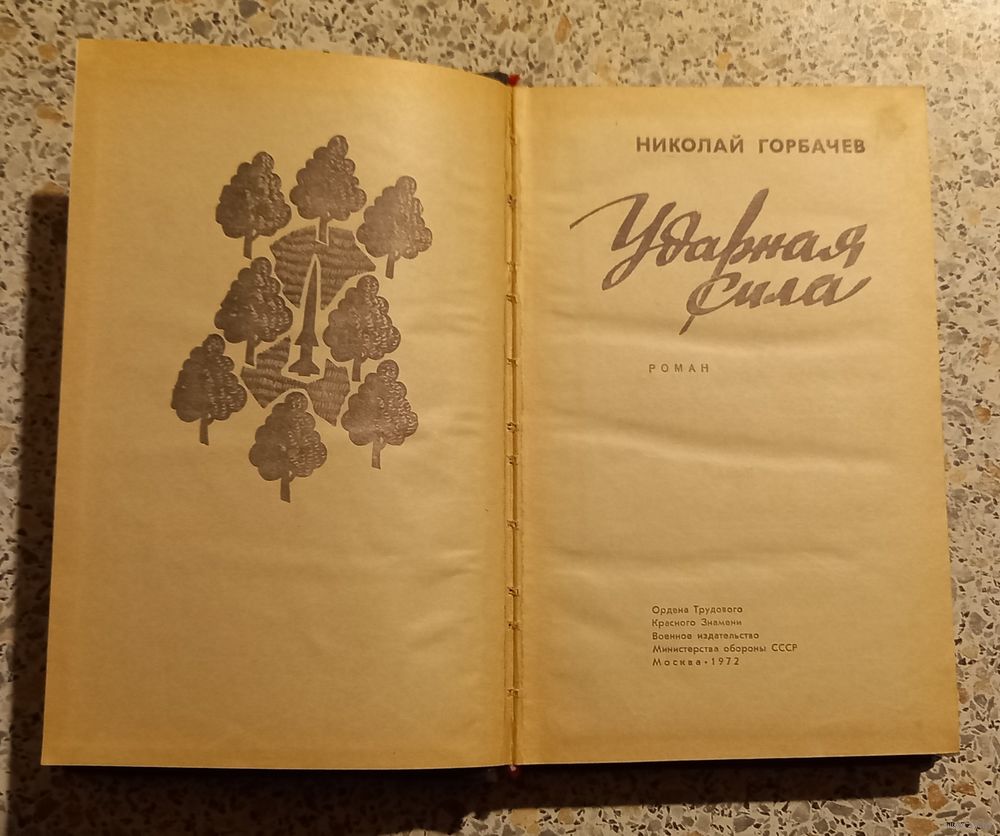 НИКОЛАЙ ГОРБАЧЕВ
Ударная
сила
РОМАН
Ордена Трудового
Красного Знамени
Военное издательство
Министерства обороны СССР
Москва • 1972